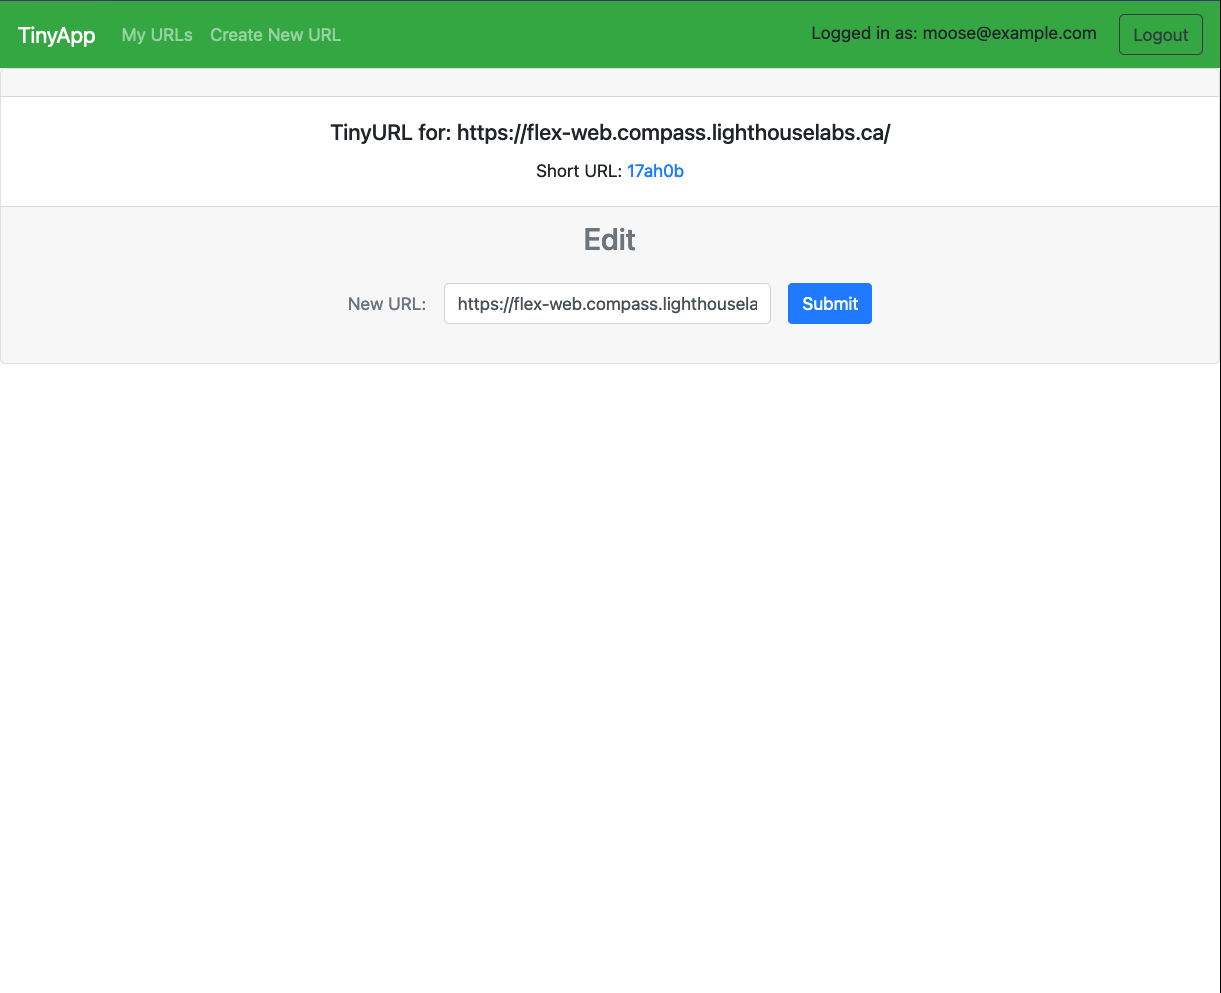 TinyApp My URLs Create New URL Logged in as: moose@example.com Logout
TinyURL for: https://flex-web.compass.lighthouselabs.ca/
Short URL: 17ah0b
Edit
New URL: https://flex-web.compass.lighthousela Submit